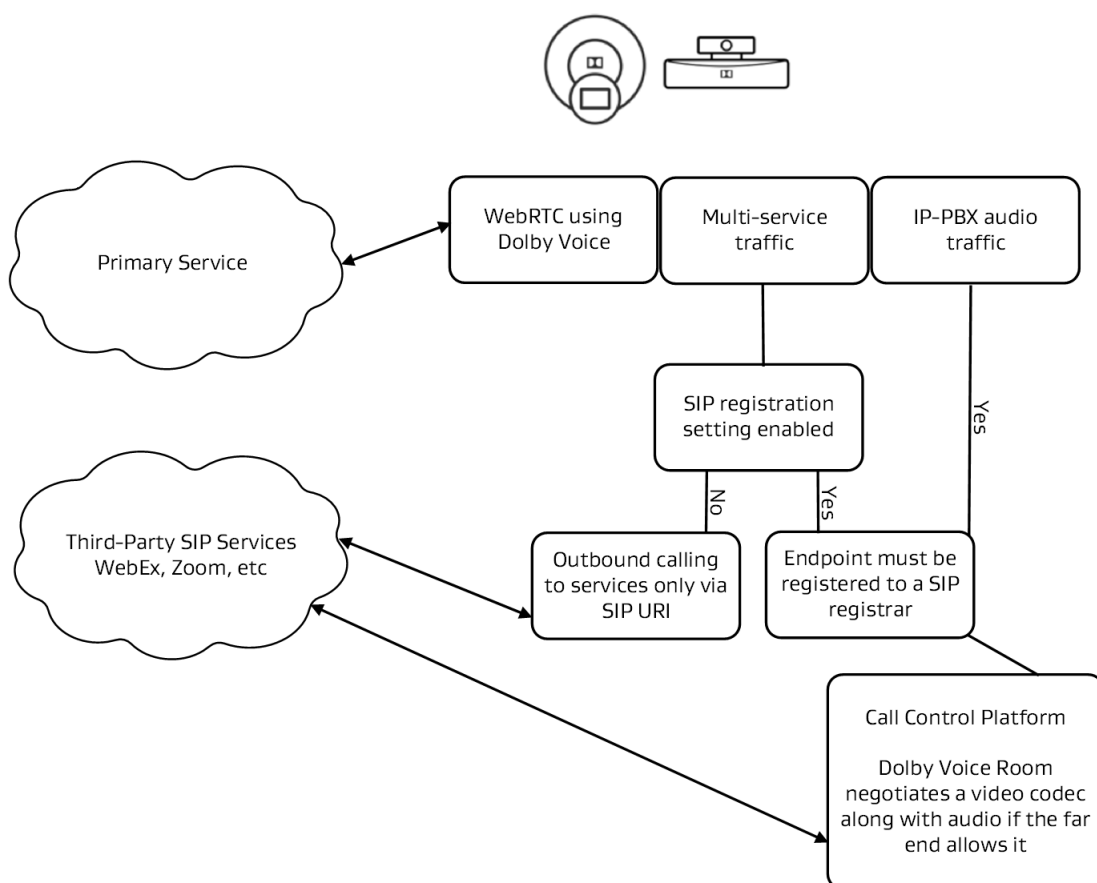 WebRTC using
Dolby Voice
Multi-service
traffic
IP-PBX audio
traffic
Primary Service
SIP registration
setting enabled
Yes
No
Yes
Third-Party SIP Services
WebEx, Zoom, etc
Outbound calling
to services only via
SIP URI
Endpoint must be
registered to a SIP
registrar
Call Control Platform
Dolby Voice Room
negotiates a video codec
along with audio if the far
end allows it